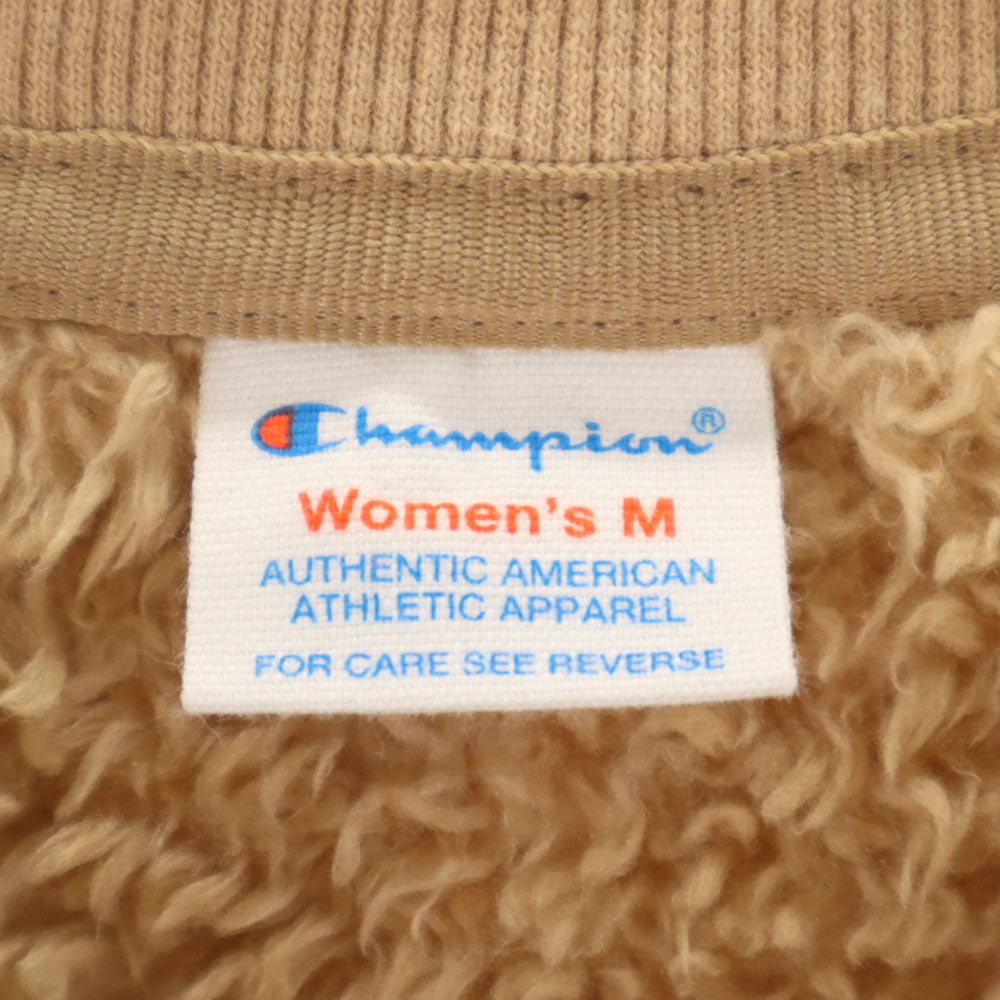 Champion®
Women's M
AUTHENTIC AMERICAN
ATHLETIC APPAREL
FOR CARE SEE REVERSE